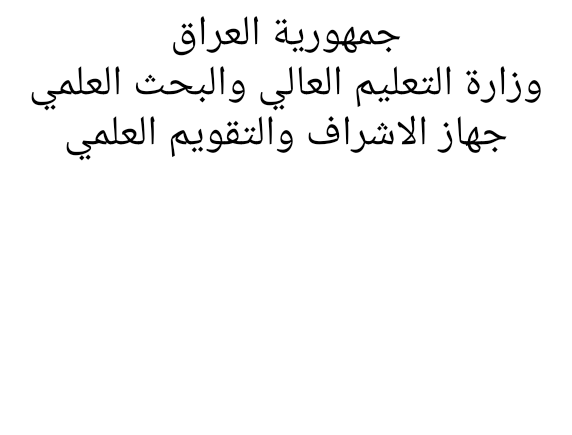 جمهورية العراق
وزارة التعليم العالي والبحث العلمي
جهاز الاشراف والتقويم العلمي